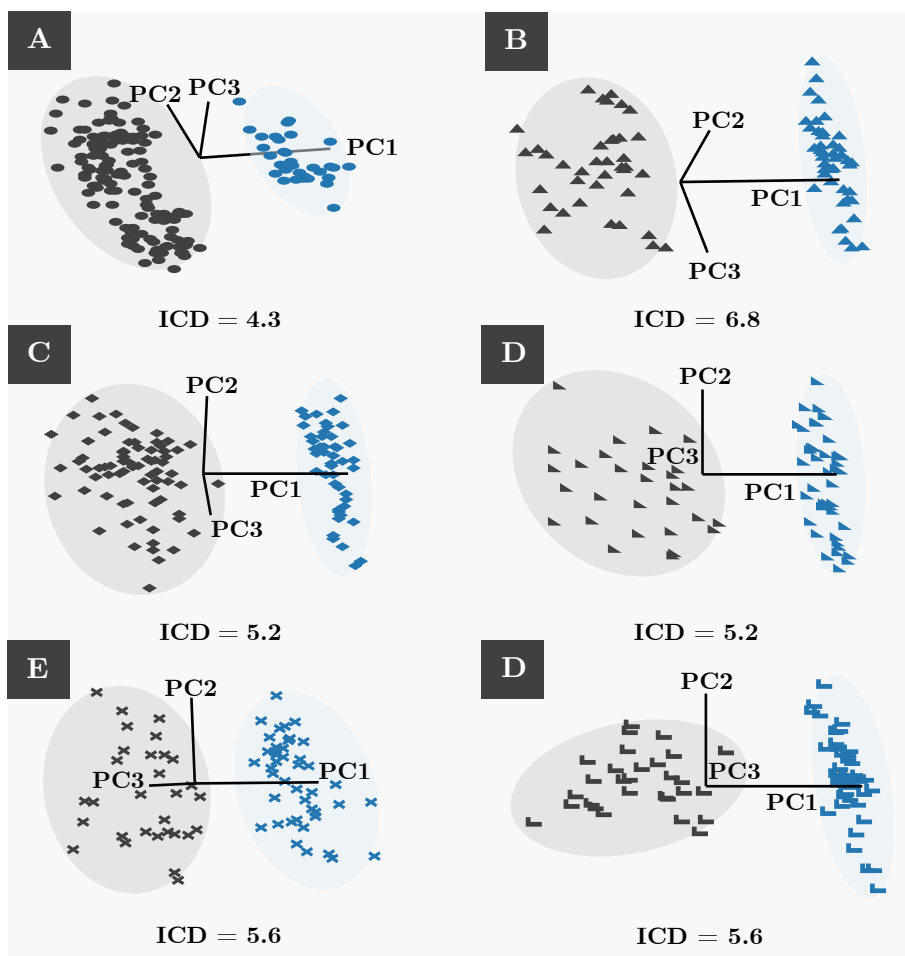 A
B
PC2 PC3
PC1
PC2
PC1
PC3
ICD = 4.3
ICD = 6.8
C
D
PC2
PC1
PC3
PC2
PC3
PC1
ICD = 5.2
ICD = 5.2
E
D
PC2
PC3
PC1
PC2
PC3
PC1
ICD = 5.6
ICD = 5.6